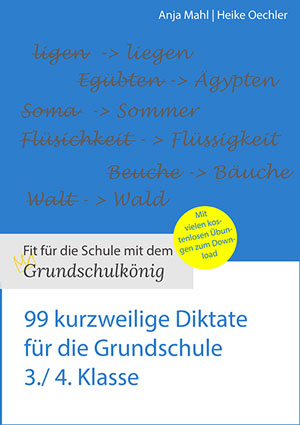 Anja Mahl | Heike Oechler
ligen -> liegen
Egübten -> Ägypten
Soma -> Sommer
Flüsichkeit -> Flüssigkeit
Beuche -> Bäuche
Walt - > Wald
Mit
vielen kos-
tenlosen Übun-
gen zum Down-
load
Fit für die Schule mit dem
Grundschulkönig
99 kurzweilige Diktate
für die Grundschule
3./ 4. Klasse